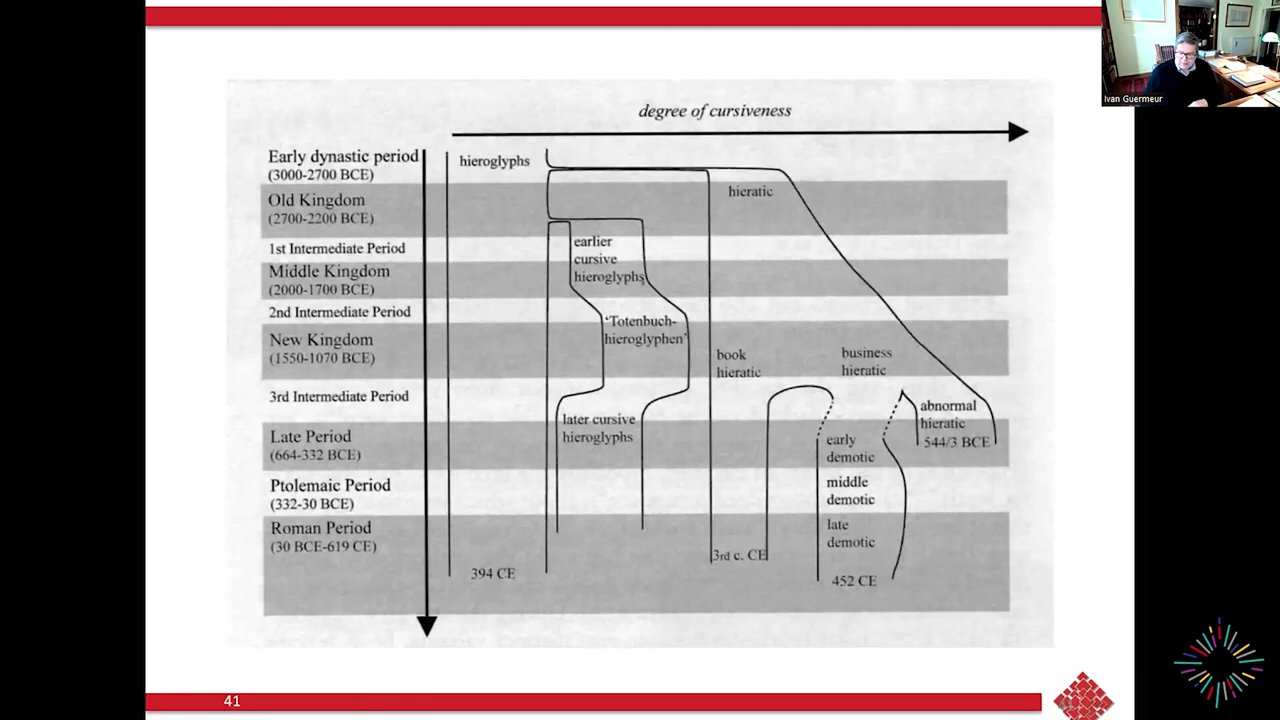 Ivan Guermeur
degree of cursiveness
Early dynastic period
(3000-2700 BCE)
hieroglyphs
Old Kingdom
(2700-2200 BCE)
hieratic
1st Intermediate Period
earlier
cursive
hieroglyphs
Middle Kingdom
(2000-1700 BCE)
2nd Intermediate Period
'Totenbuch-
hieroglyphen'
New Kingdom
(1550-1070 BCE)
book
hieratic
business
hieratic
3rd Intermediate Period
abnormal
hieratic
544/3 BCE
later cursive
hieroglyphs
Late Period
(664-332 BCE)
early
demotic
Ptolemaic Period
(332-30 BCE)
middle
demotic
Roman Period
(30 BCE-619 CE)
late
demotic
3rd c. CE
394 CE
452 CE
41